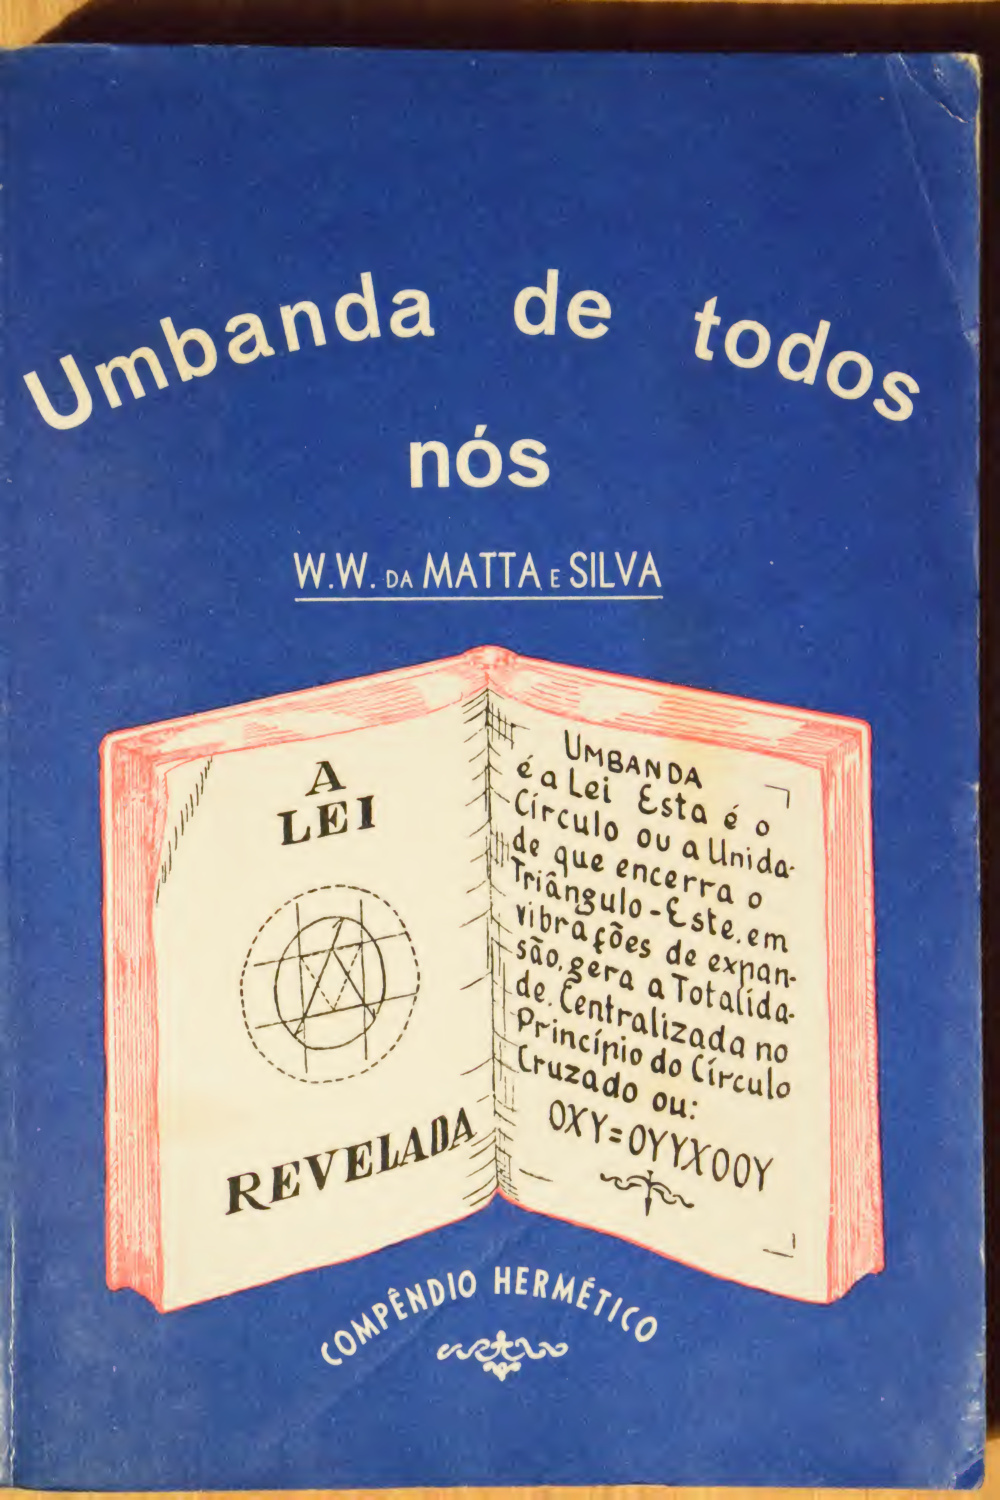 Umbanda de todos
nós
W.W. DA MATTA E SILVA
A
LEI
REVELADA
UMBANDA
é a Lei Esta é o
Círculo ou a Unida-
de que encerra o
Triângulo-Este, em
vibrações de expan-
são, gera a Totalida-
de. Centralizada no
Princípio do Círculo
Cruzado ou:
OXY=OYYXOOY
COMPÊNDIO HERMÉTICO